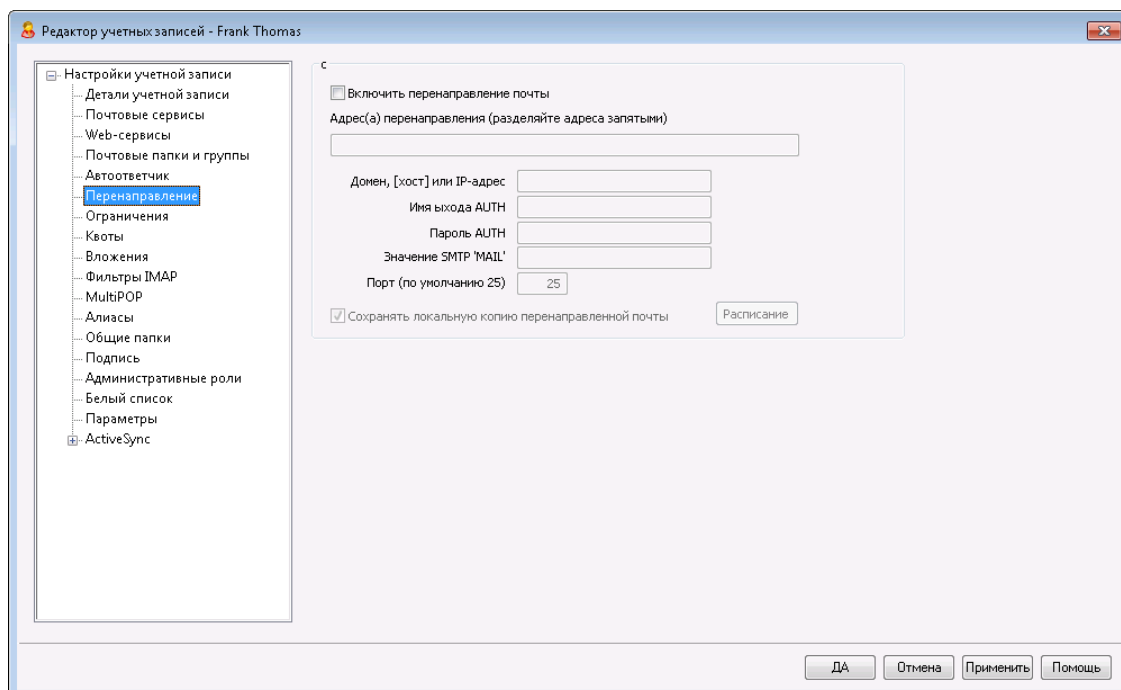 Редактор учетных записей - Frank Thomas
Настройки учетной записи
Детали учетной записи
Почтовые сервисы
Web-сервисы
Почтовые папки и группы
Автоответчик
Перенаправление
Ограничения
Квоты
Вложения
Фильтры IMAP
MultiPOP
Алиасы
Общие папки
Подпись
Административные роли
Белый список
Параметры
ActiveSync
с
Включить перенаправление почты
Адрес(а) перенаправления (разделяйте адреса запятыми)
Домен, [хост] или IP-адрес
Имя ыхода AUTH
Пароль AUTH
Значение SMTP 'MAIL'
Порт (по умолчанию 25) 25
Сохранять локальную копию перенаправленной почты Расписание
ДА Отмена Применить Помощь